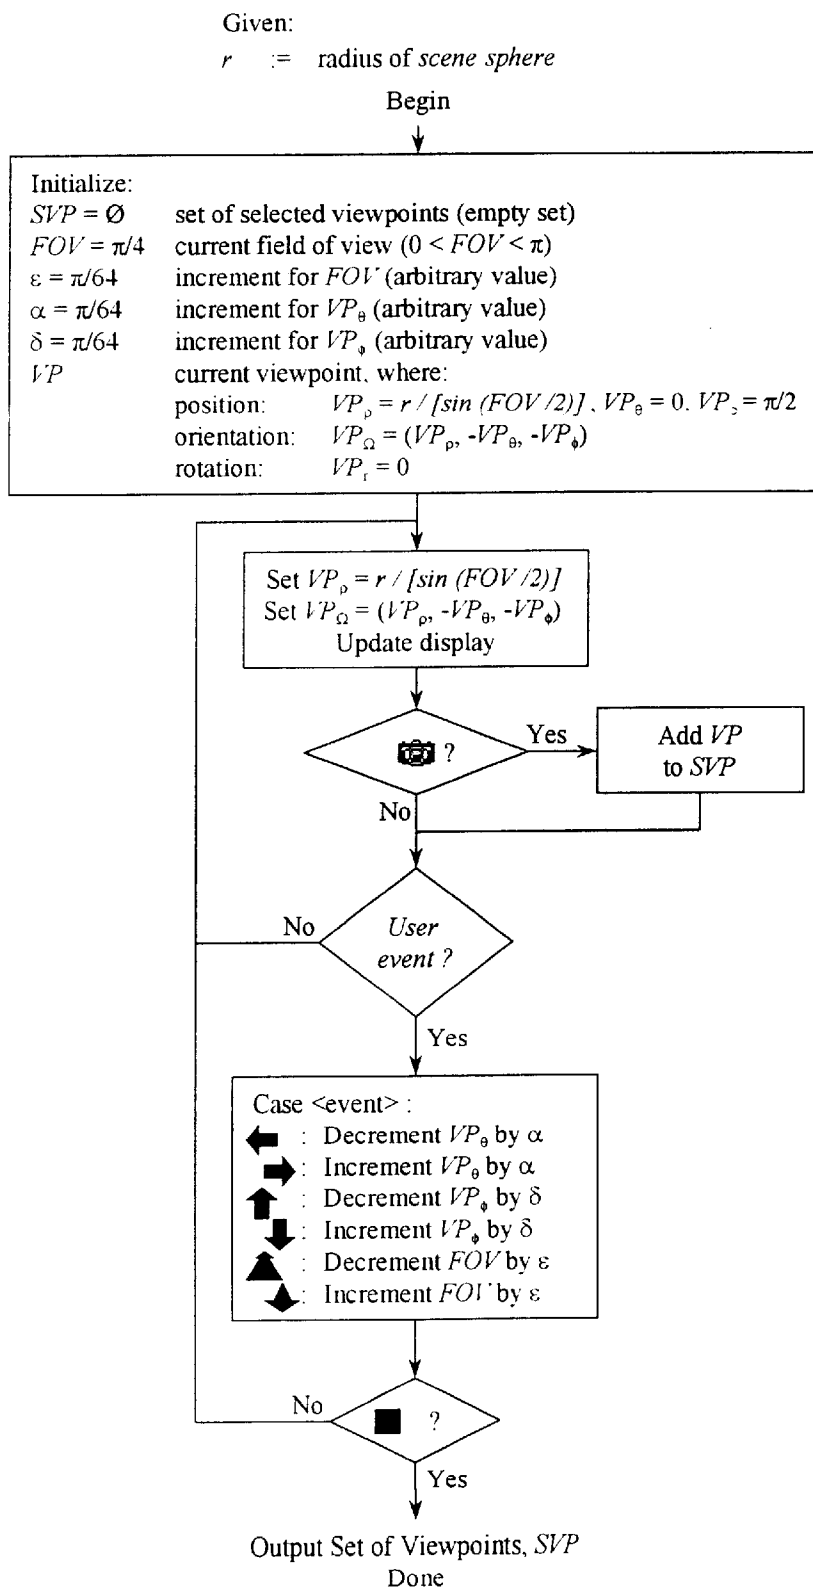 Given:
r := radius of scene sphere
Begin
Initialize:
SVP = Ø set of selected viewpoints (empty set)
FOV = π/4 current field of view (0 < FOV < π)
ε = π/64 increment for FOV (arbitrary value)
α = π/64 increment for VPθ (arbitrary value)
δ = π/64 increment for VPϕ (arbitrary value)
VP current viewpoint, where:
position: VPρ = r / [sin (FOV/2)], VPθ = 0, VP = π/2
orientation: VPΩ = (VPρ, -VPθ, -VPϕ)
rotation: VPr = 0
Set VPρ = r / [sin (FOV/2)]
Set VPΩ = (VPρ, -VPθ, -VPϕ)
Update display
? Yes
Add VP
to SVP
No
No
User
event ?
Yes
Case <event> :
: Decrement VPθ by α
: Increment VPθ by α
: Decrement VPϕ by δ
: Increment VPϕ by δ
: Decrement FOV by ε
: Increment FOV by ε
No
?
Yes
Output Set of Viewpoints, SVP
Done